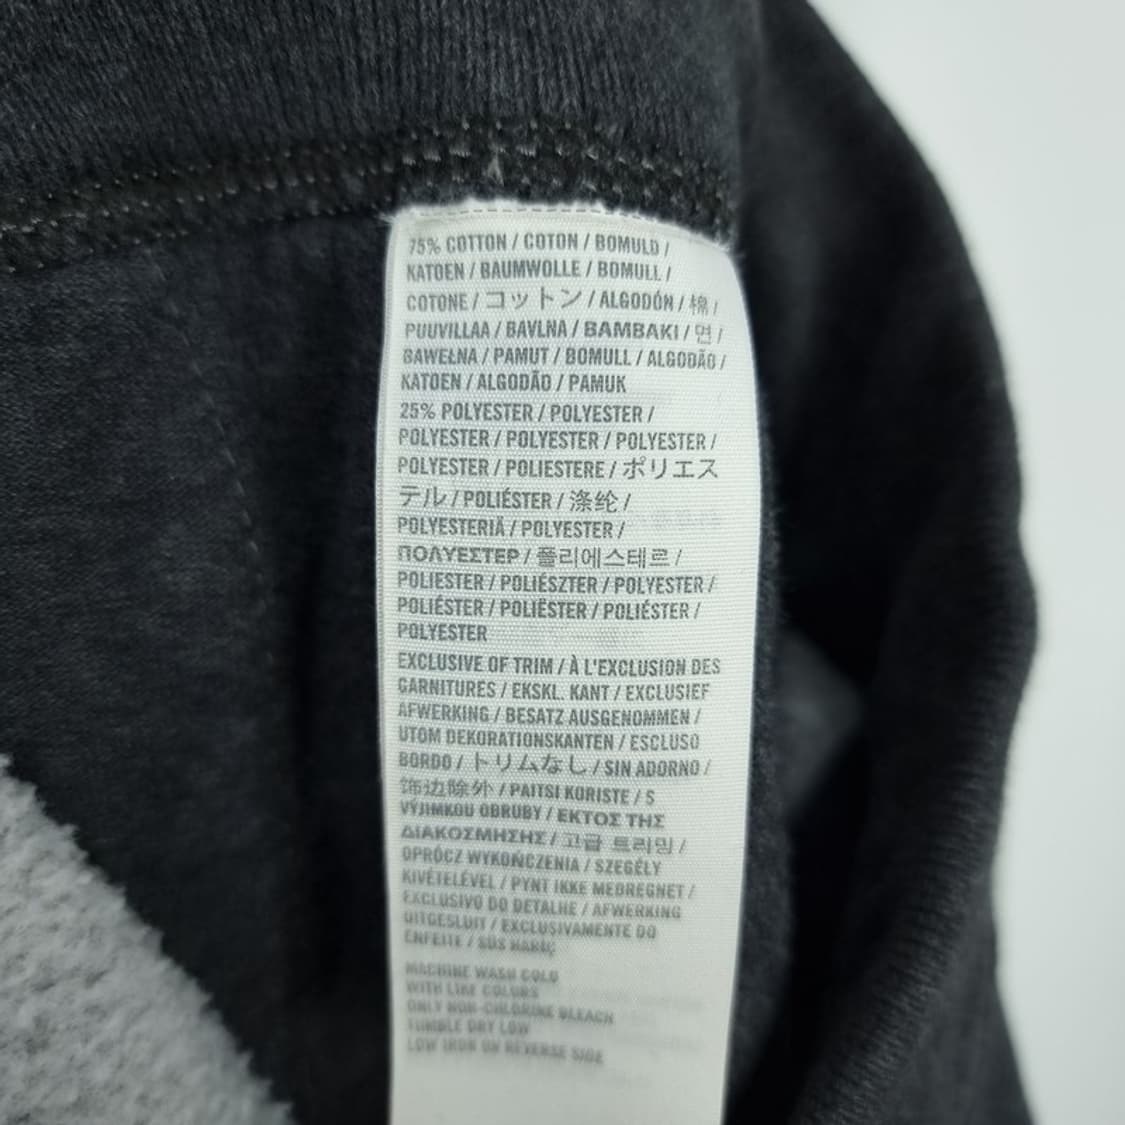 75% COTTON / COTON / BOMULD /
KATOEN / BAUMWOLLE / BOMULL /
COTONE / コットン / ALGODÓN / 棉 /
PUUVILLAA / BAVLNA / ΒΑΜΒΑΚΙ / 면 /
BAWEŁNA / PAMUT / BOMULL / ALGODÃO /
KATOEN / ALGODÃO / PAMUK
25% POLYESTER / POLYESTER /
POLYESTER / POLYESTER / POLYESTER /
POLYESTER / POLIESTERE / ポリエス
テル / POLIÉSTER / 涤纶 /
POLYESTERIÄ / POLYESTER /
ΠΟΛΥΕΣΤΕΡ / 폴리에스테르 /
POLIESTER / POLIÉSZTER / POLYESTER /
POLIÉSTER / POLIËSTER / POLIÉSTER /
POLYESTER
EXCLUSIVE OF TRIM / À L'EXCLUSION DES
GARNITURES / EKSKL. KANT / EXCLUSIEF
AFWERKING / BESATZ AUSGENOMMEN /
UTOM DEKORATIONSKANTEN / ESCLUSO
BORDO / トリムなし / SIN ADORNO /
饰边除外 / PAITSI KORISTE / S
VÝJIMKOU OBRUBY / ΕΚΤΟΣ ΤΗΣ
ΔΙΑΚΟΣΜΗΣΗΣ / 고급 트리밍 /
OPRÓCZ WYKOŃCZENIA / SZEGÉLY
KIVÉTELÉVEL / PYNT IKKE MEDREGNET /
EXCLUSIVO DO DETALHE / AFWERKING
UITGESLUIT / EXCLUSIVAMENTE DO
ENFEITE / SÜS HARİÇ
MACHINE WASH COLD
WITH LIKE COLORS
ONLY NON-CHLORINE BLEACH
TUMBLE DRY LOW
LOW IRON ON REVERSE SIDE